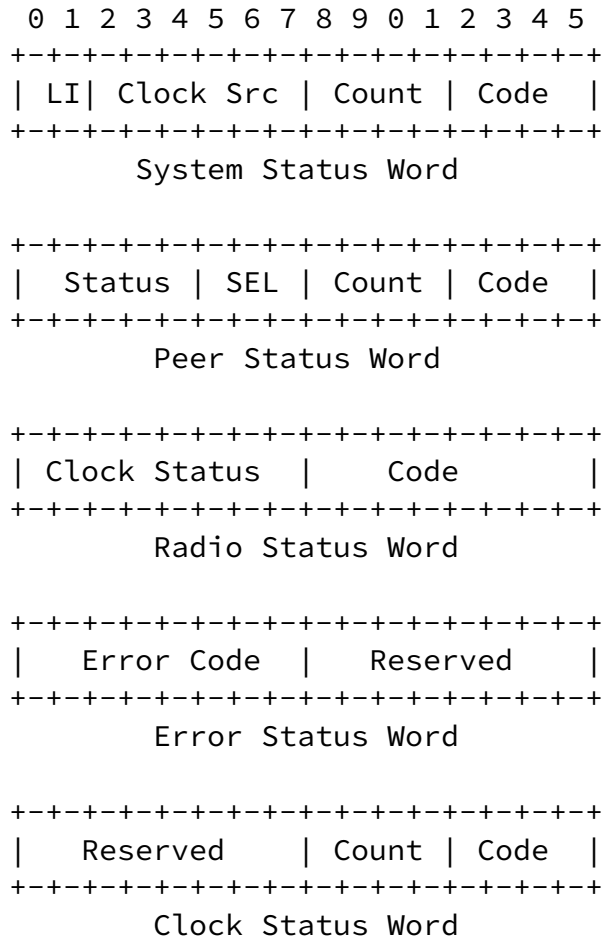 0 1 2 3 4 5 6 7 8 9 0 1 2 3 4 5
+-+-+-+-+-+-+-+-+-+-+-+-+-+-+-+-+
| LI| Clock Src | Count | Code  |
+-+-+-+-+-+-+-+-+-+-+-+-+-+-+-+-+
       System Status Word

+-+-+-+-+-+-+-+-+-+-+-+-+-+-+-+-+
|  Status | SEL | Count | Code  |
+-+-+-+-+-+-+-+-+-+-+-+-+-+-+-+-+
        Peer Status Word

+-+-+-+-+-+-+-+-+-+-+-+-+-+-+-+-+
| Clock Status  |    Code       |
+-+-+-+-+-+-+-+-+-+-+-+-+-+-+-+-+
        Radio Status Word

+-+-+-+-+-+-+-+-+-+-+-+-+-+-+-+-+
|   Error Code  |   Reserved    |
+-+-+-+-+-+-+-+-+-+-+-+-+-+-+-+-+
        Error Status Word

+-+-+-+-+-+-+-+-+-+-+-+-+-+-+-+-+
|   Reserved    | Count | Code  |
+-+-+-+-+-+-+-+-+-+-+-+-+-+-+-+-+
        Clock Status Word